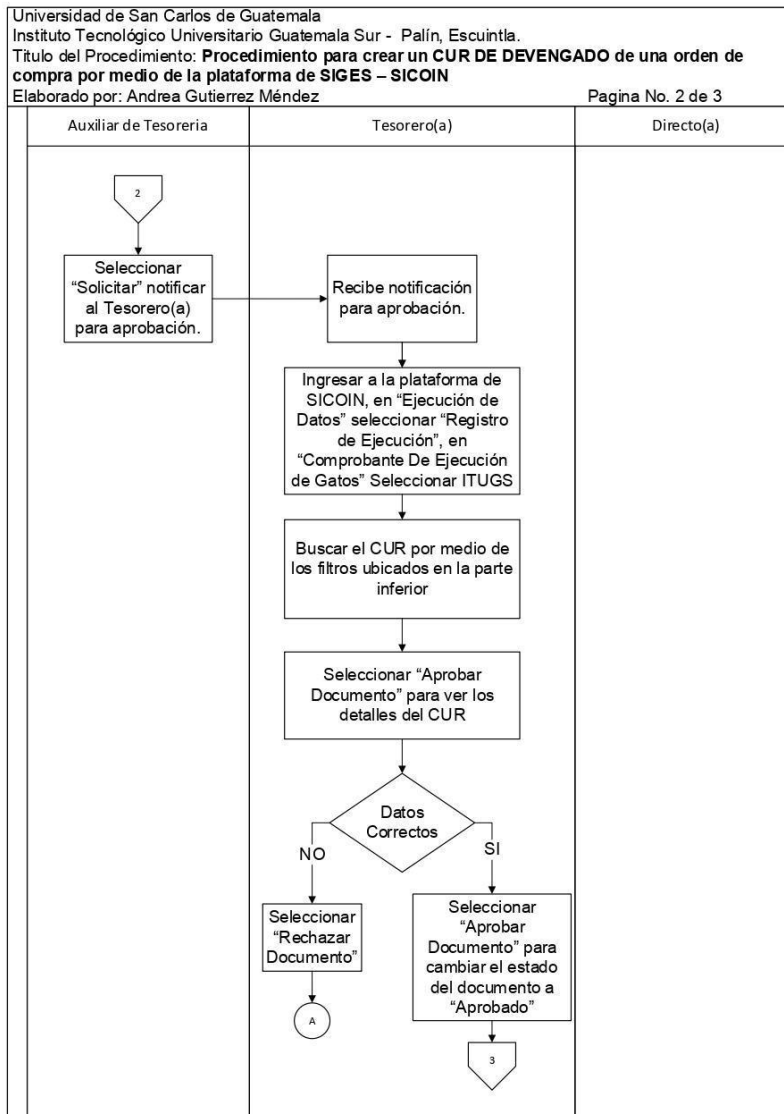 Universidad de San Carlos de Guatemala
Instituto Tecnológico Universitario Guatemala Sur - Palín, Escuintla.
Titulo del Procedimiento: Procedimiento para crear un CUR DE DEVENGADO de una orden de
compra por medio de la plataforma de SIGES – SICOIN
Elaborado por: Andrea Gutierrez Méndez Pagina No. 2 de 3
Auxiliar de Tesoreria Tesorero(a) Directo(a)
2
Seleccionar
“Solicitar” notificar
al Tesorero(a)
para aprobación.
Recibe notificación
para aprobación.
Ingresar a la plataforma de
SICOIN, en “Ejecución de
Datos” seleccionar “Registro
de Ejecución”, en
“Comprobante De Ejecución
de Gatos” Seleccionar ITUGS
Buscar el CUR por medio de
los filtros ubicados en la parte
inferior
Seleccionar “Aprobar
Documento” para ver los
detalles del CUR
Datos
Correctos
NO
SI
Seleccionar
“Rechazar
Documento”
A
Seleccionar
“Aprobar
Documento” para
cambiar el estado
del documento a
“Aprobado”
3